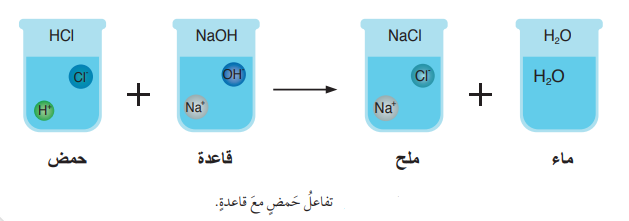 HCl NaOH NaCl H₂O
Cl⁻ OH⁻ Cl⁻ H₂O
H⁺ + Na⁺ Na⁺ +
حمض قاعدة ملح ماء
تفاعلُ حَمضٍ معَ قاعدةٍ.